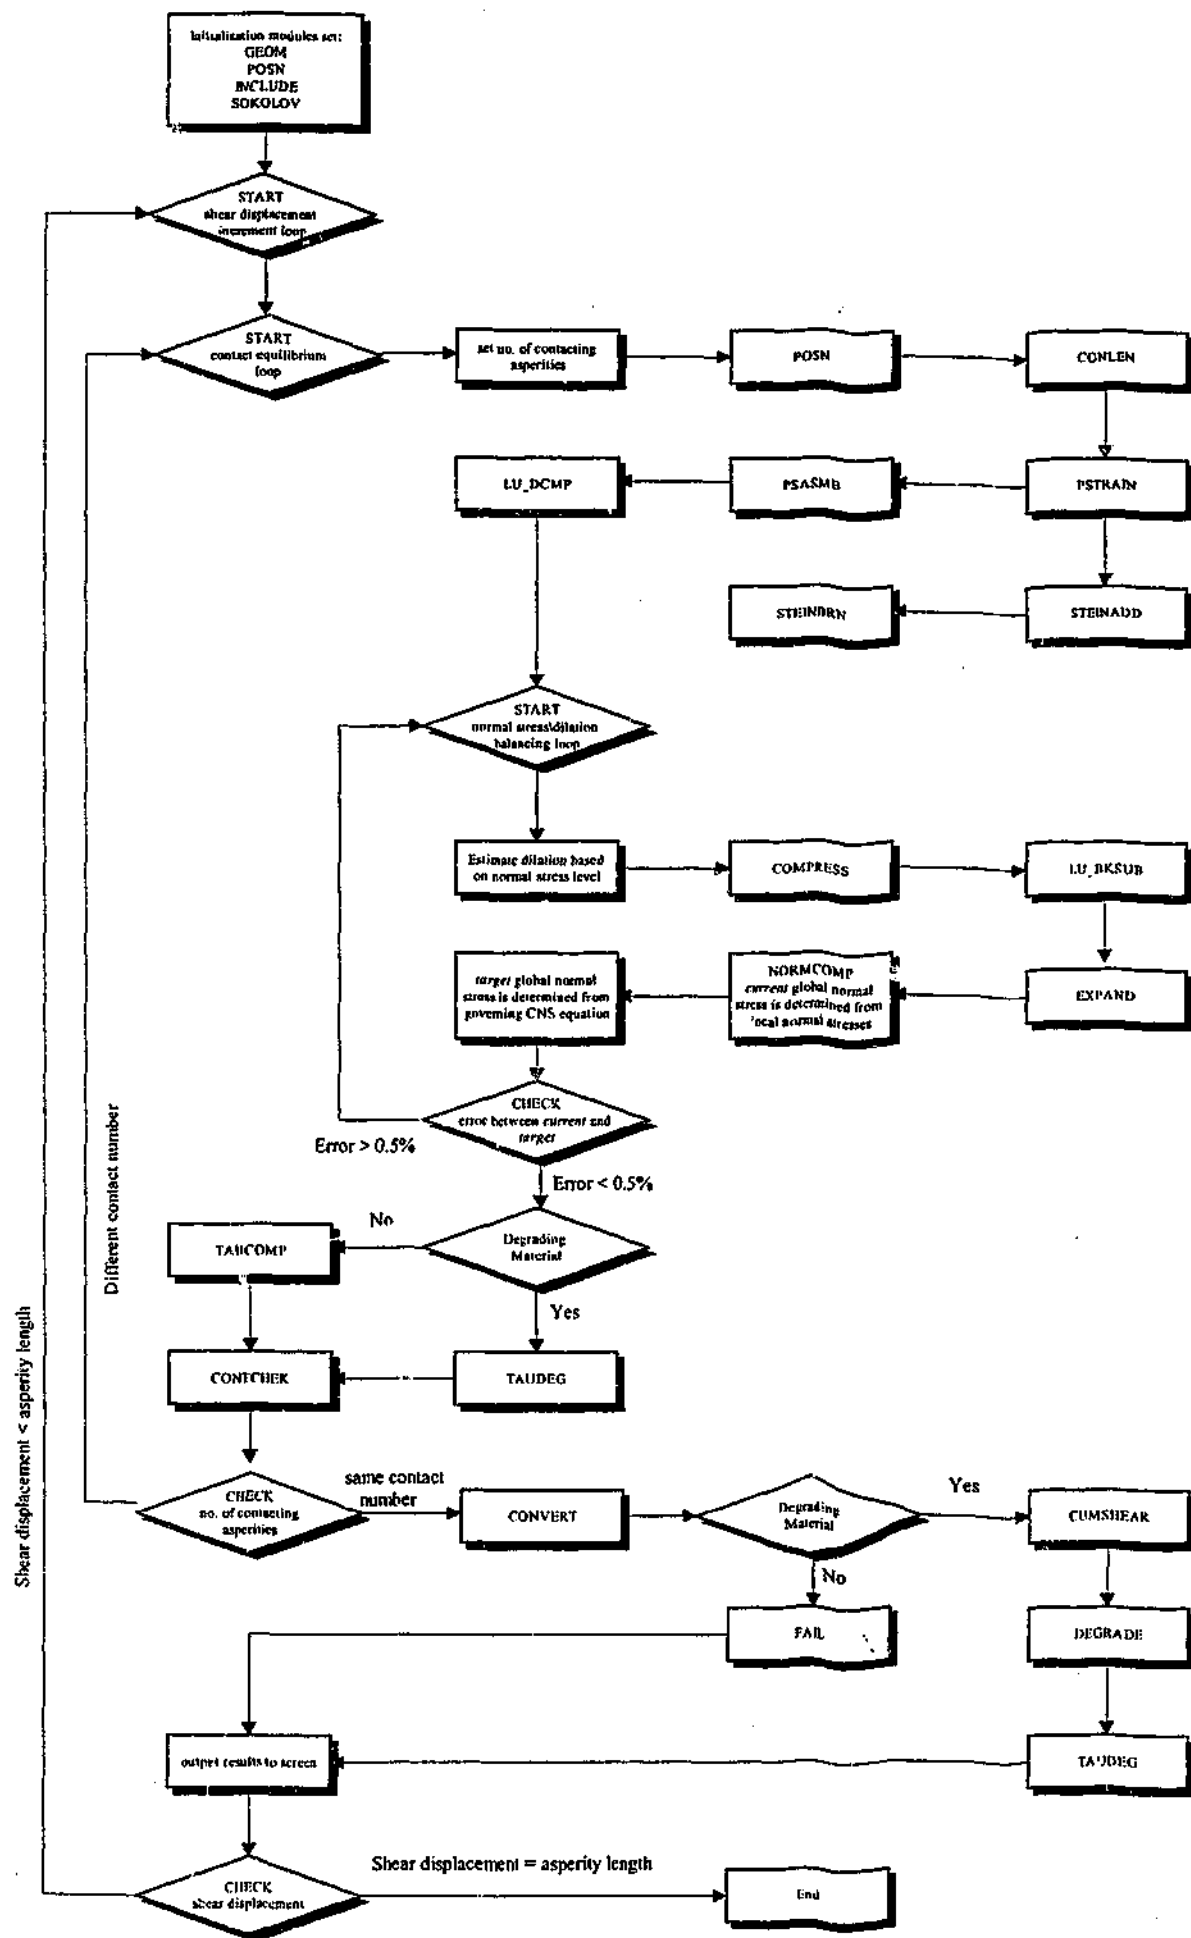 Initialisation modules set:
GEOM
POSN
INCLUDE
SOKOLOV
START
shear displacement
increment loop
START
contact equilibrium
loop
set no. of contacting
asperities
POSN
CONLEN
LU_DCMP
PSASMB
PSTRAIN
STEINBRN
STEINADD
START
normal stress\dilation
balancing loop
Estimate dilation based
on normal stress level
COMPRESS
LU_BKSUB
target global normal
stress is determined from
governing CNS equation
NORMCOMP
current global normal
stress is determined from
local normal stresses
EXPAND
CHECK
error between current and
target
Error > 0.5%
Error < 0.5%
No
Degrading
Material
TAUCOMP
Yes
CONTCHEK
TAUDEG
Different contact number
Shear displacement < asperity length
CHECK
no. of contacting
asperities
same contact
number
CONVERT
Degrading
Material
Yes
CUMSHEAR
No
FAIL
DEGRADE
output results to screen
TAUDEG
CHECK
shear displacement
Shear displacement = asperity length
End